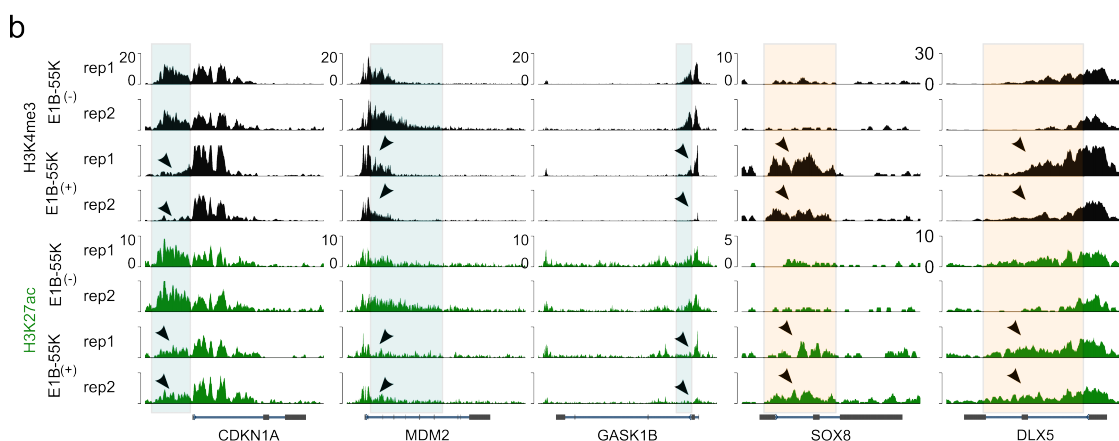 b
20 20 20 10 30
0 0 0 0 0
H3K4me3
E1B-55K
(-)
rep1
rep2
E1B-55K
(+)
rep1
rep2
10 10 10 5 10
0 0 0 0 0
H3K27ac
E1B-55K
(-)
rep1
rep2
E1B-55K
(+)
rep1
rep2
CDKN1A MDM2 GASK1B SOX8 DLX5